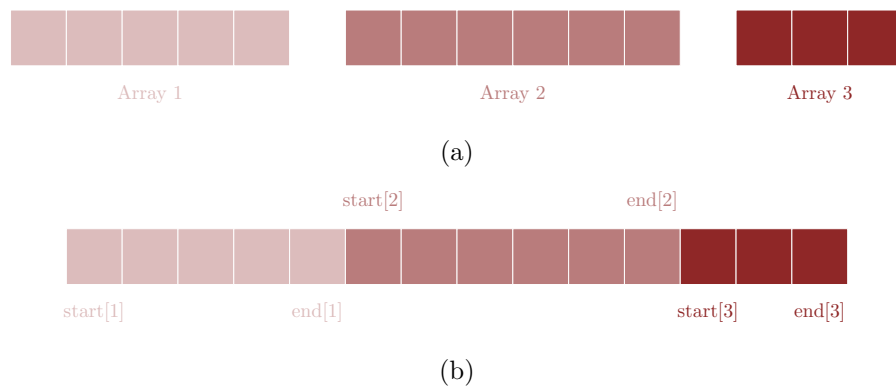 Array 1 Array 2 Array 3
(a)
start[2] end[2]
start[1] end[1] start[3] end[3]
(b)